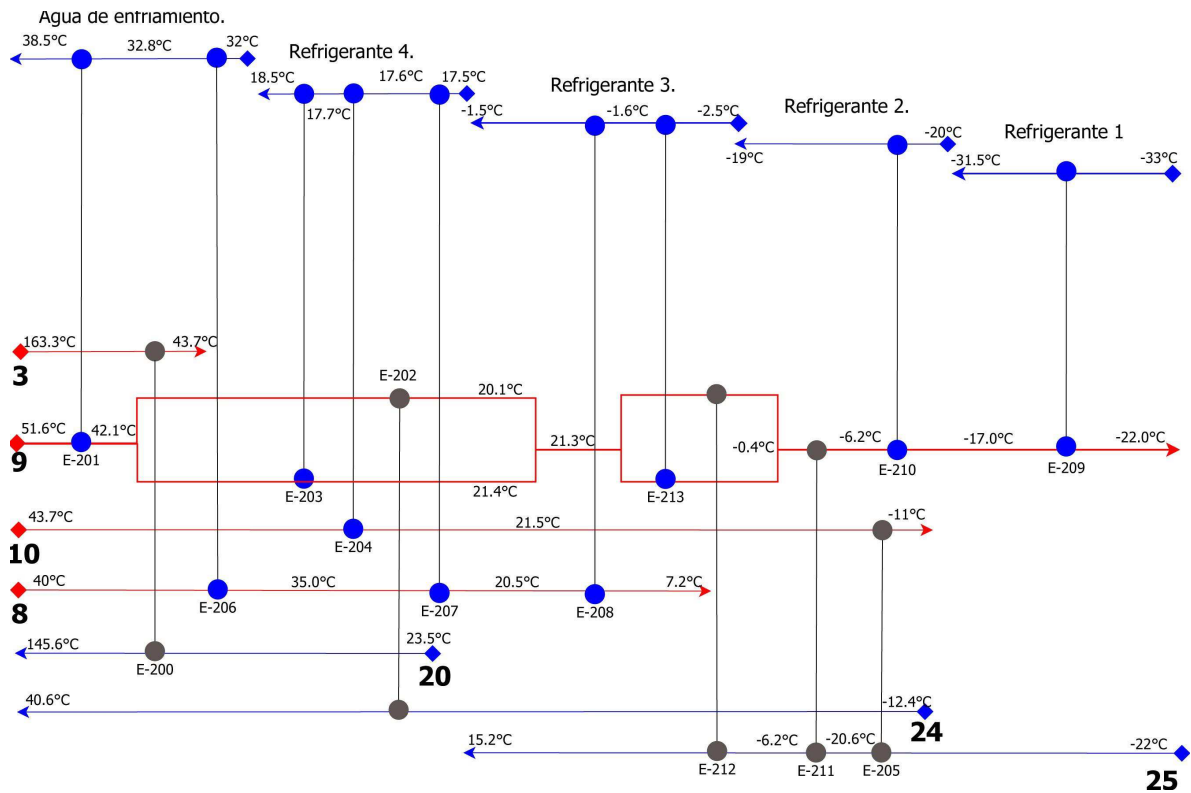 Agua de enfriamiento.
38.5°C 32.8°C 32°C
Refrigerante 4.
18.5°C 17.6°C 17.5°C
17.7°C
Refrigerante 3.
-1.5°C -1.6°C -2.5°C
Refrigerante 2.
-19°C -20°C
Refrigerante 1
-31.5°C -33°C
163.3°C 43.7°C
3
E-202
20.1°C
51.6°C 42.1°C 21.3°C -0.4°C -6.2°C -17.0°C -22.0°C
9
E-201 E-210 E-209
21.4°C
E-203 E-213
43.7°C 21.5°C -11°C
10
E-204 E-205
40°C 35.0°C 20.5°C 7.2°C
8
E-206 E-207 E-208
145.6°C 23.5°C
E-200
20
40.6°C -12.4°C
24
15.2°C -6.2°C -20.6°C -22°C
E-212 E-211 E-205
25